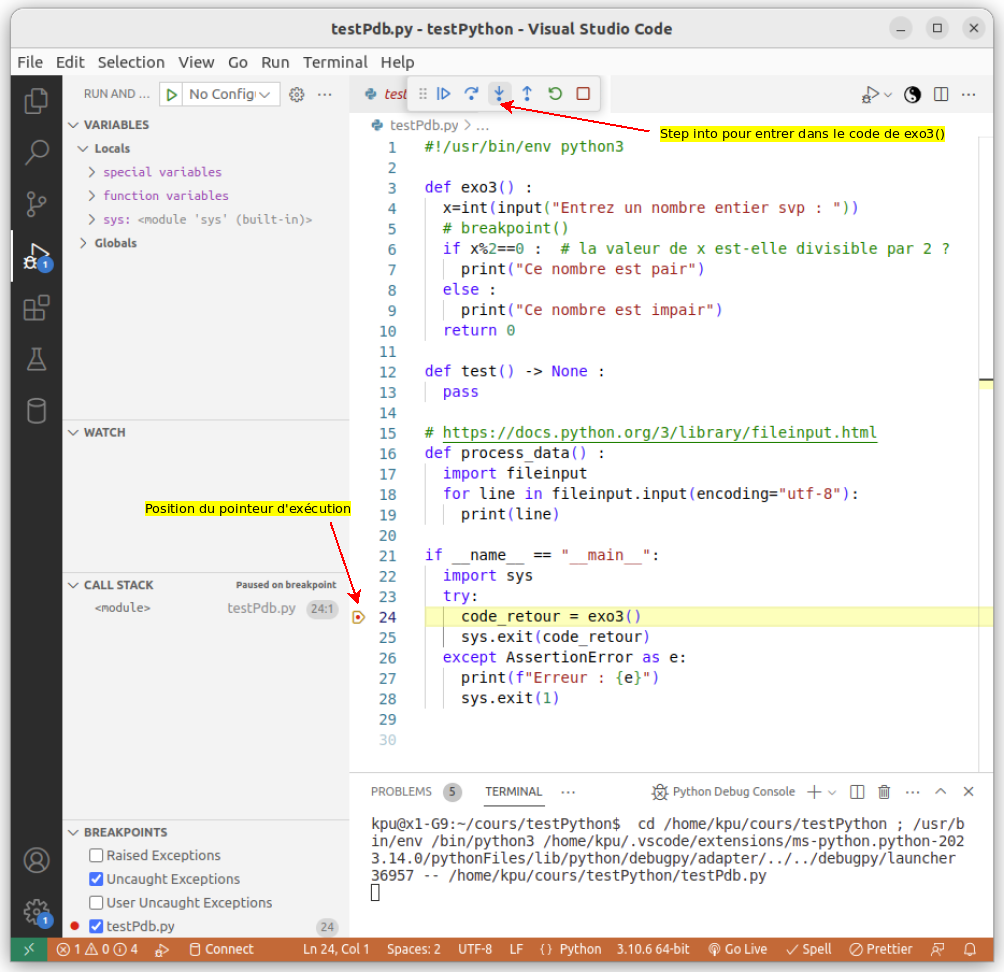 testPdb.py - testPython - Visual Studio Code
File Edit Selection View Go Run Terminal Help
RUN AND ... No Config
test
Step into pour entrer dans le code de exo3()
VARIABLES
Locals
special variables
function variables
sys: <module 'sys' (built-in)>
Globals
WATCH
Position du pointeur d'exécution
CALL STACK Paused on breakpoint
<module> testPdb.py 24:1
BREAKPOINTS
Raised Exceptions
Uncaught Exceptions
User Uncaught Exceptions
testPdb.py 24
1
1
testPdb.py > ...
1 #!/usr/bin/env python3
2
3 def exo3() :
4 x=int(input("Entrez un nombre entier svp : "))
5 # breakpoint()
6 if x%2==0 : # la valeur de x est-elle divisible par 2 ?
7 print("Ce nombre est pair")
8 else :
9 print("Ce nombre est impair")
10 return 0
11
12 def test() -> None :
13 pass
14
15 # https://docs.python.org/3/library/fileinput.html
16 def process_data() :
17 import fileinput
18 for line in fileinput.input(encoding="utf-8"):
19 print(line)
20
21 if __name__ == "__main__":
22 import sys
23 try:
24 code_retour = exo3()
25 sys.exit(code_retour)
26 except AssertionError as e:
27 print(f"Erreur : {e}")
28 sys.exit(1)
29
30
PROBLEMS 5 TERMINAL ... Python Debug Console
kpu@x1-G9:~/cours/testPython$ cd /home/kpu/cours/testPython ; /usr/b
in/env /bin/python3 /home/kpu/.vscode/extensions/ms-python.python-202
3.14.0/pythonFiles/lib/python/debugpy/adapter/../../debugpy/launcher
36957 -- /home/kpu/cours/testPython/testPdb.py
1 0 4 Connect Ln 24, Col 1 Spaces: 2 UTF-8 LF {} Python 3.10.6 64-bit Go Live Spell Prettier